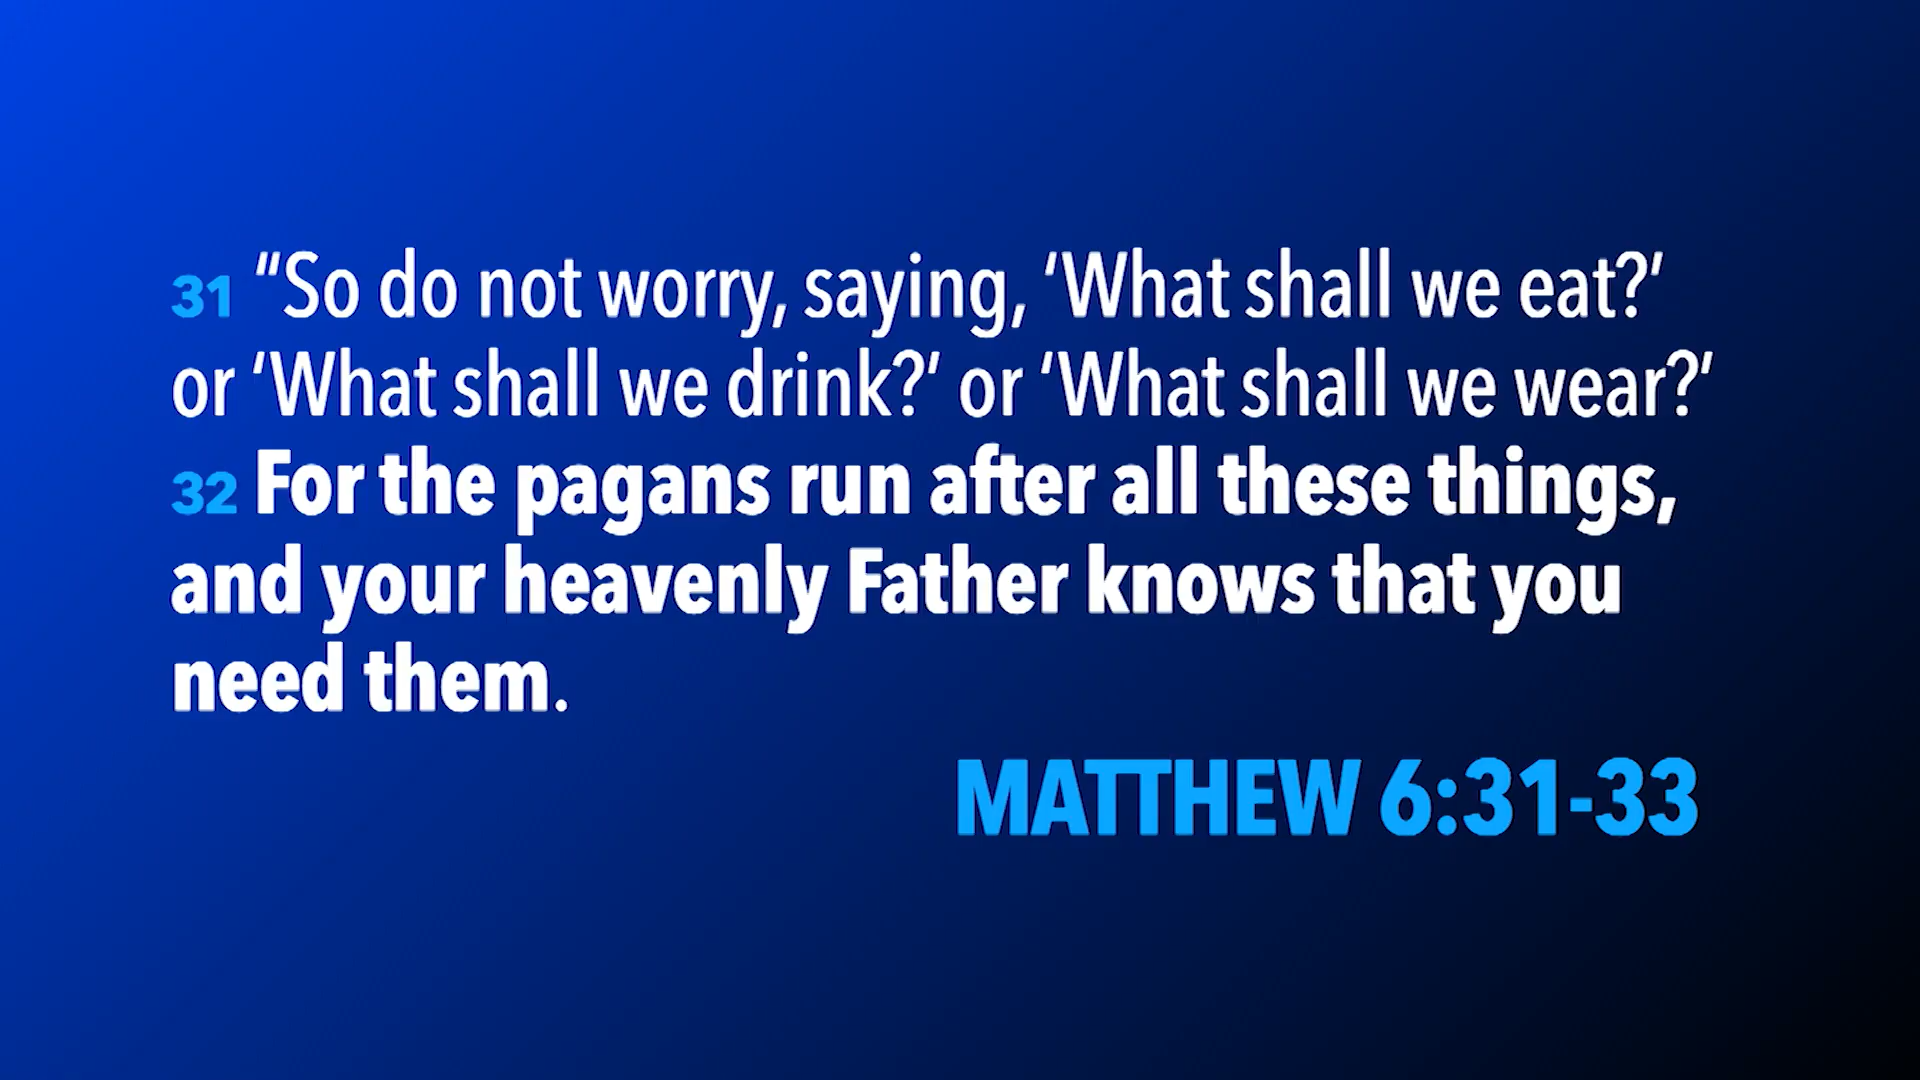 31 "So do not worry, saying, ‘What shall we eat?’
or ‘What shall we drink?’ or ‘What shall we wear?’
32 For the pagans run after all these things,
and your heavenly Father knows that you
need them.
MATTHEW 6:31-33